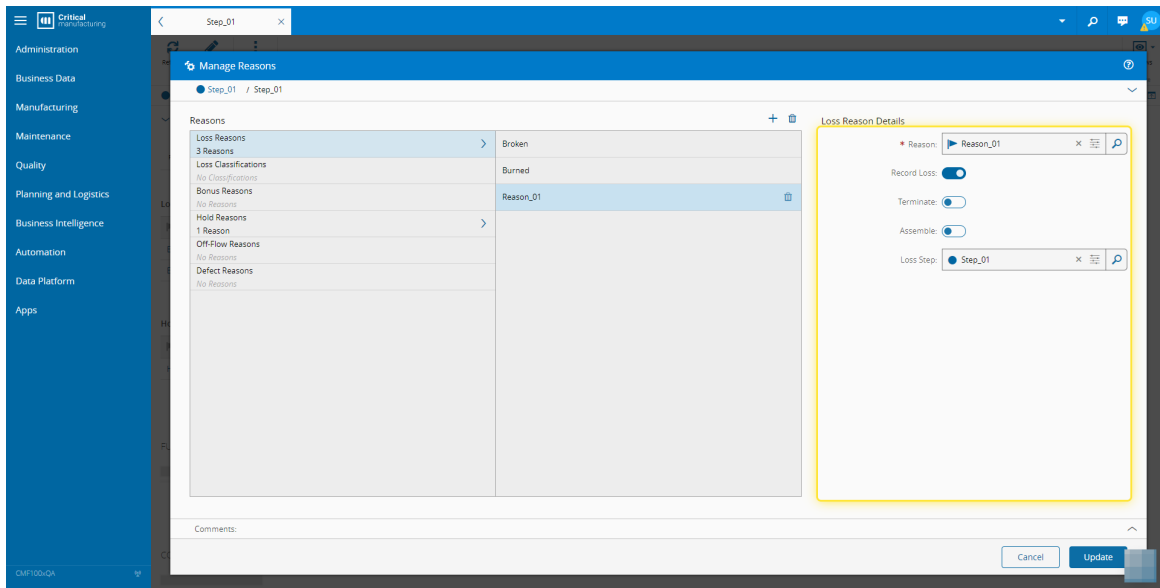 Critical
manufacturing
Step_01
SU
Administration
Business Data
Manufacturing
Maintenance
Quality
Planning and Logistics
Business Intelligence
Automation
Data Platform
Apps
CMF100xQA
Manage Reasons
Step_01 / Step_01
Reasons
Loss Reasons
3 Reasons
Loss Classifications
No Classifications
Bonus Reasons
No Reasons
Hold Reasons
1 Reason
Off-Flow Reasons
No Reasons
Defect Reasons
No Reasons
Broken
Burned
Reason_01
Loss Reason Details
* Reason: Reason_01
Record Loss:
Terminate:
Assemble:
Loss Step: Step_01
Comments:
Cancel
Update